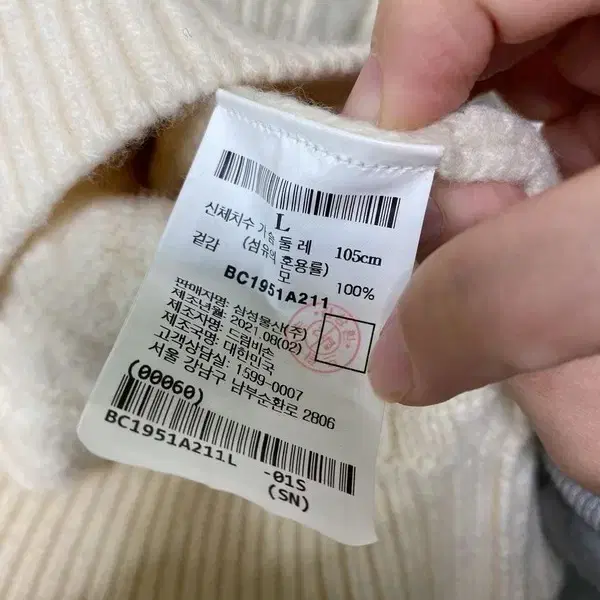 L
신체치수 가슴둘레 105cm
겉감 (섬유의 혼용률)
모 100%
BC1951A211
판매자명: 삼성물산(주)
제조년월: 2021.08(02)
제조자명: 드림비손
제조국명: 대한민국
고객상담실: 1599-0007
서울 강남구 남부순환로 2806
(00060)
BC1951A211L -01S
(SN)